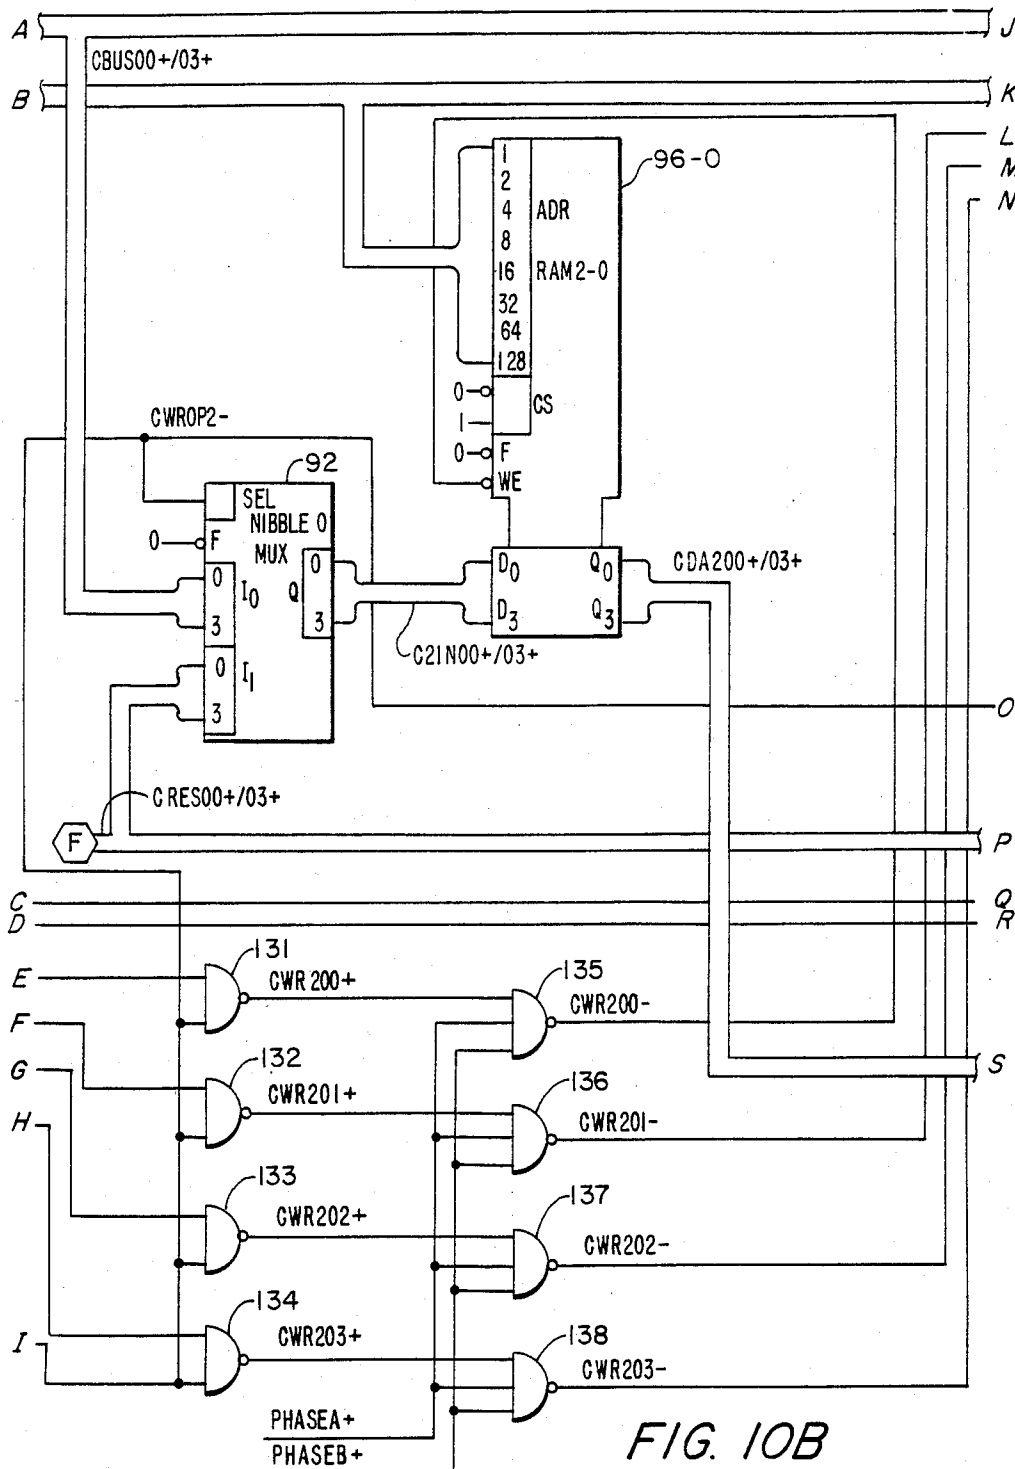 A
J
CBUS00+/03+
B
K
L
M
N
96-0
1
2
4 ADR
8
16 RAM2-0
32
64
128
0
CS
1
0 F
WE
CWROP2-
92
SEL
NIBBLE 0
0 F
MUX
0
I0
3
Q
0
3
0
I1
3
D0
D3
Q0
Q3
CDA200+/03+
C2IN00+/03+
O
CRES00+/03+
F
P
C
Q
D
R
131
E
CWR200+
135
CWR200-
F
132
G
CWR201+
136
S
H
CWR201-
133
CWR202+
137
CWR202-
134
I
CWR203+
138
CWR203-
PHASEA+
PHASEB+
FIG. 10B